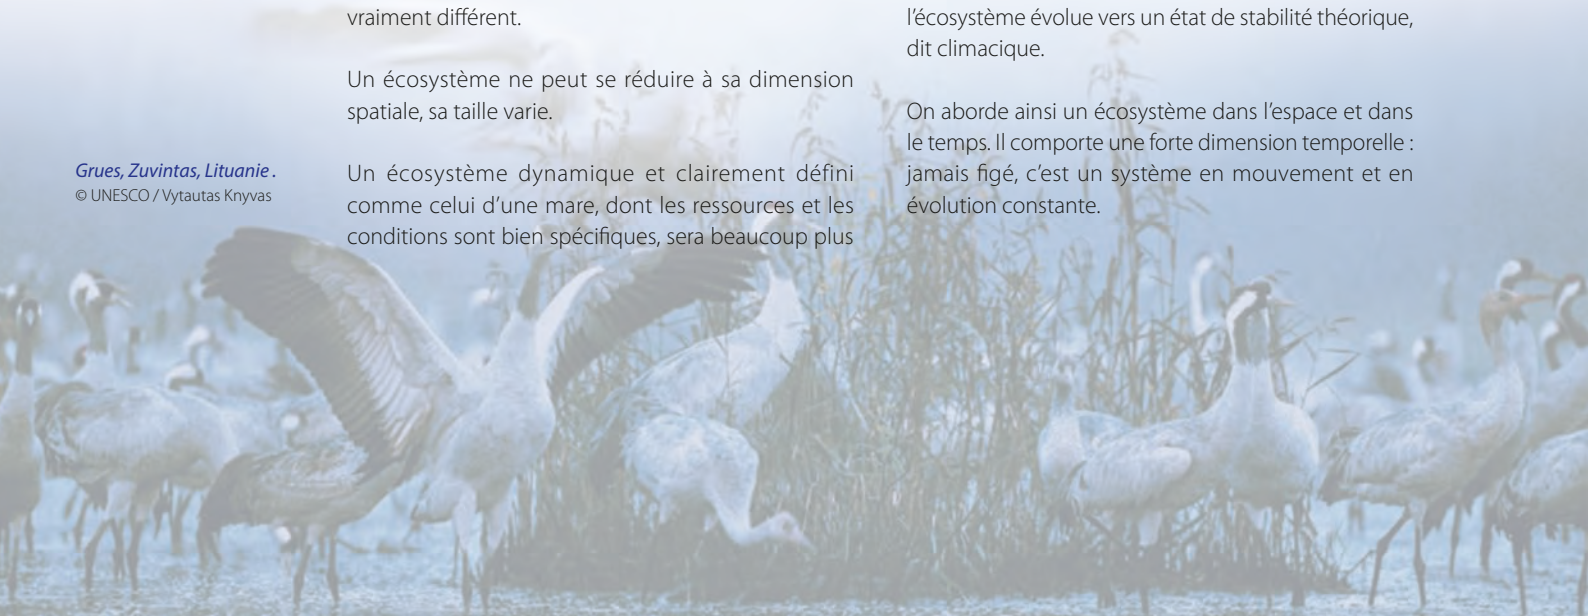 Grues, Zuvintas, Lituanie .
© UNESCO / Vytautas Knyvas
vraiment différent.
Un écosystème ne peut se réduire à sa dimension
spatiale, sa taille varie.
Un écosystème dynamique et clairement défini
comme celui d’une mare, dont les ressources et les
conditions sont bien spécifiques, sera beaucoup plus
l’écosystème évolue vers un état de stabilité théorique,
dit climacique.
On aborde ainsi un écosystème dans l’espace et dans
le temps. Il comporte une forte dimension temporelle :
jamais figé, c’est un système en mouvement et en
évolution constante.